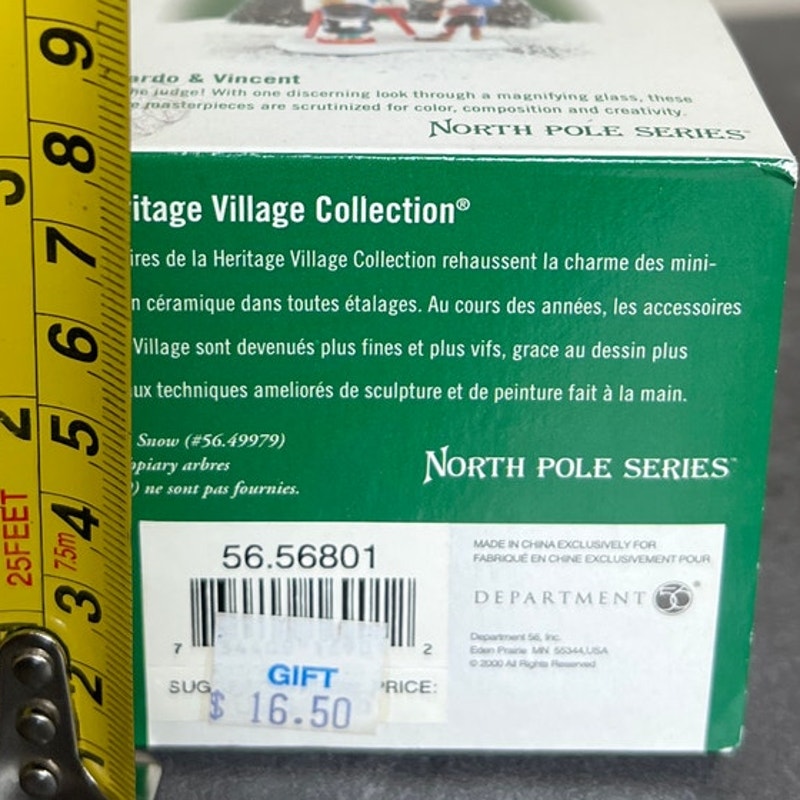 & Vincent
judge! With one discerning look through a magnifying glass, these
masterpieces are scrutinized for color, composition and creativity.
NORTH POLE SERIES™
itage Village Collection®
ires de la Heritage Village Collection rehaussent la charme des mini-
n céramique dans toutes étalages. Au cours des années, les accessoires
Village sont devenués plus fines et plus vifs, grace au dessin plus
ux techniques ameliorés de sculpture et de peinture fait à la main.
Snow (#56.49979)
piary arbres
) ne sont pas fournies.
NORTH POLE SERIES™
56.56801
7 2
SUG RICE:
GIFT
$ 16.50
MADE IN CHINA EXCLUSIVELY FOR
FABRIQUÉ EN CHINE EXCLUSIVEMENT POUR
DEPARTMENT 56®
Department 56, Inc.
Eden Prairie MN 55344,USA
© 2000 All Rights Reserved
9
8
7
6
5
4
3
2
1
3
2
25FEET
7.5m